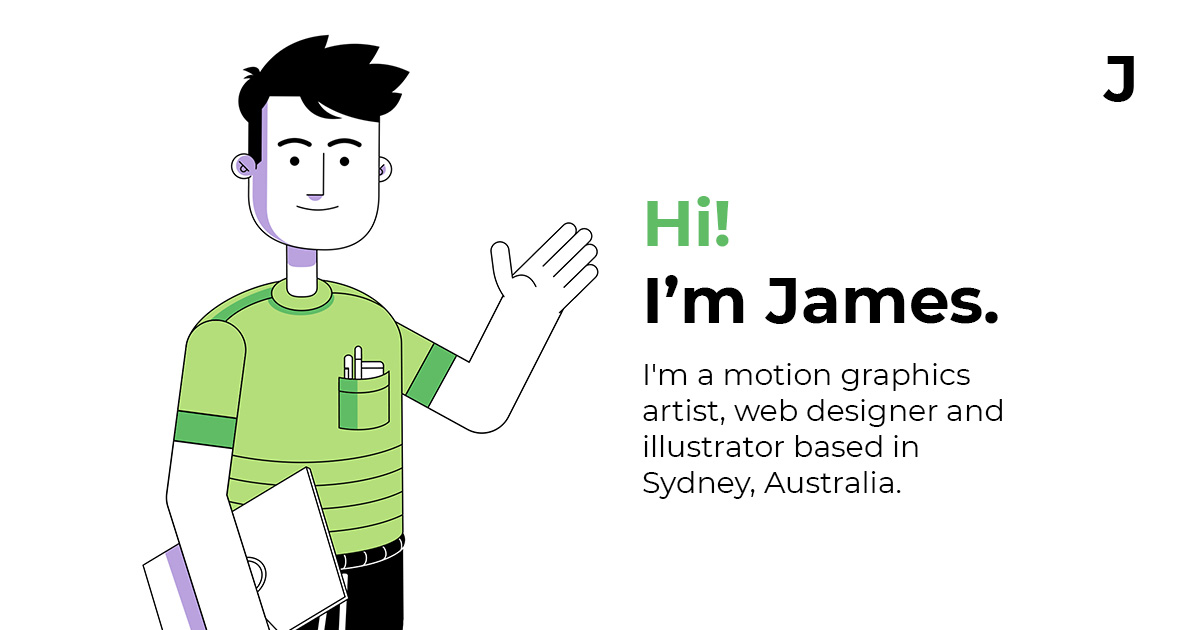 J
Hi!
I’m James.
I'm a motion graphics
artist, web designer and
illustrator based in
Sydney, Australia.